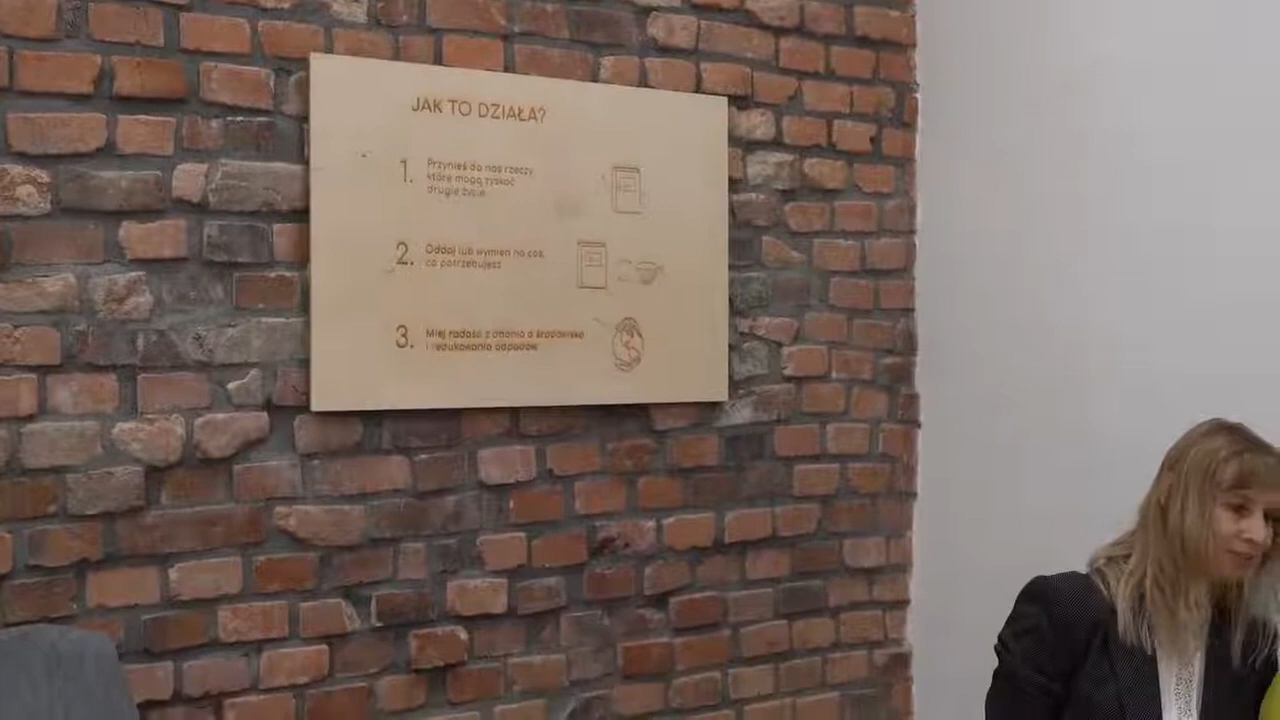 JAK TO DZIAŁA?
1. Przynieś do nas rzeczy,
które mogą zyskać
drugie życie
2. Oddaj lub wymień na coś,
co potrzebujesz
3. Miej radość z dbania o środowisko
i redukowania odpadów